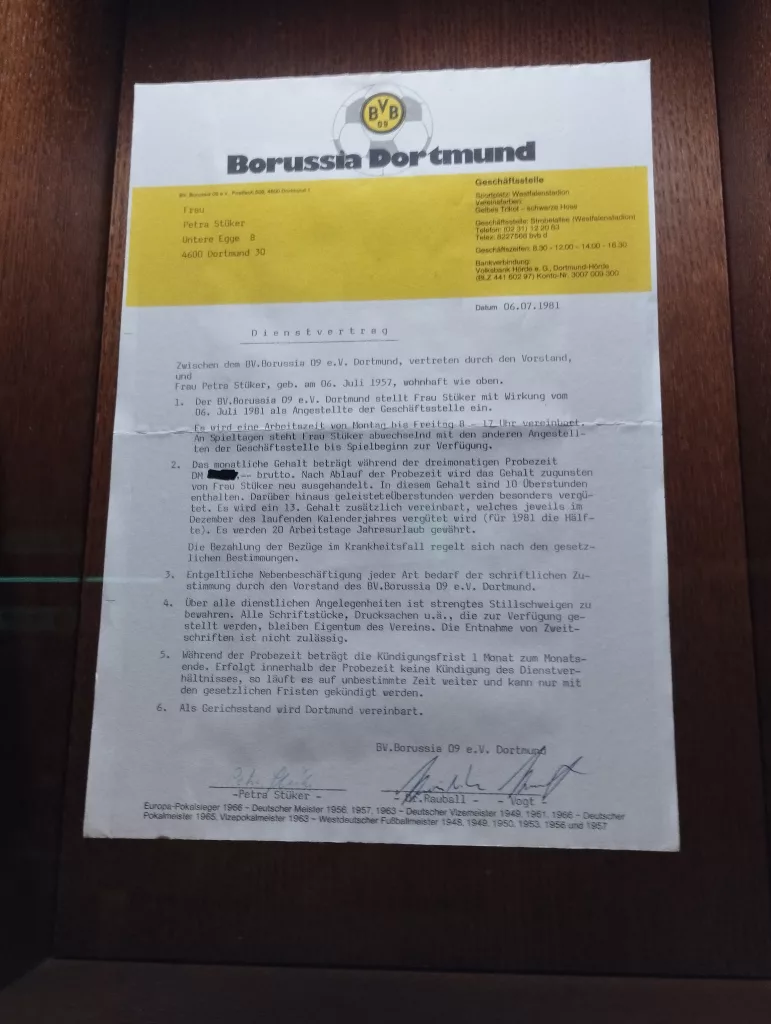 BVB
09
Borussia Dortmund
Frau
Petra Stüker
Untere Egge 8
4600 Dortmund 30
Geschäftsstelle
Sportplatz: Westfalenstadion
Vereinsfarben:
Gelbes Trikot – schwarze Hose
Geschäftsstelle: Strobelallee (Westfalenstadion)
Telefon: (02 31)
Telex: bvb d
Geschäftszeiten: 8.30 - 12.00 - 14.00 - 16.30
Bankverbindung:
Volksbank Hörde e. G., Dortmund-Hörde
(BLZ 441 602 97) Konto-Nr.
Datum 06.07.1981
Dienstvertrag
Zwischen dem BV.Borussia 09 e.V. Dortmund, vertreten durch den Vorstand,
und
Frau Petra Stüker, geb. am 06. Juli 1957, wohnhaft wie oben.
1. Der BV.Borussia 09 e.V. Dortmund stellt Frau Stüker mit Wirkung vom
06. Juli 1981 als Angestellte der Geschäftsstelle ein.
Es wird eine Arbeitszeit von Montag bis Freitag 8 - 17 Uhr vereinbart.
An Spieltagen steht Frau Stüker abwechselnd mit den anderen Angestell-
ten der Geschäftsstelle bis Spielbeginn zur Verfügung.
2. Das monatliche Gehalt beträgt während der dreimonatigen Probezeit
DM -- brutto. Nach Ablauf der Probezeit wird das Gehalt zugunsten
von Frau Stüker neu ausgehandelt. In diesem Gehalt sind 10 Überstunden
enthalten. Darüber hinaus geleisteteÜberstunden werden besonders vergü-
tet. Es wird ein 13. Gehalt zusätzlich vereinbart, welches jeweils im
Dezember des laufenden Kalenderjahres vergütet wird (für 1981 die Hälf-
te). Es werden 20 Arbeitstage Jahresurlaub gewährt.
Die Bezahlung der Bezüge im Krankheitsfall regelt sich nach den gesetz-
lichen Bestimmungen.
3. Entgeltliche Nebenbeschäftigung jeder Art bedarf der schriftlichen Zu-
stimmung durch den Vorstand des BV.Borussia 09 e.V. Dortmund.
4. Über alle dienstlichen Angelegenheiten ist strengtes Stillschweigen zu
bewahren. Alle Schriftstücke, Drucksachen u.ä., die zur Verfügung ge-
stellt werden, bleiben Eigentum des Vereins. Die Entnahme von Zweit-
schriften ist nicht zulässig.
5. Während der Probezeit beträgt die Kündigungsfrist 1 Monat zum Monats-
ende. Erfolgt innerhalb der Probezeit keine Kündigung des Dienstver-
hältnisses, so läuft es auf unbestimmte Zeit weiter und kann nur mit
den gesetzlichen Fristen gekündigt werden.
6. Als Gerichsstand wird Dortmund vereinbart.
BV.Borussia 09 e.V. Dortmund
-Petra Stüker -
- Dr.Rauball - - Vogt -
Europa-Pokalsieger 1966 – Deutscher Meister 1956, 1957, 1963 – Deutscher Vizemeister 1949, 1961, 1966 – Deutscher
Pokalmeister 1965, Vizepokalmeister 1963 – Westdeutscher Fußballmeister 1948, 1949, 1950, 1953, 1956 und 1957